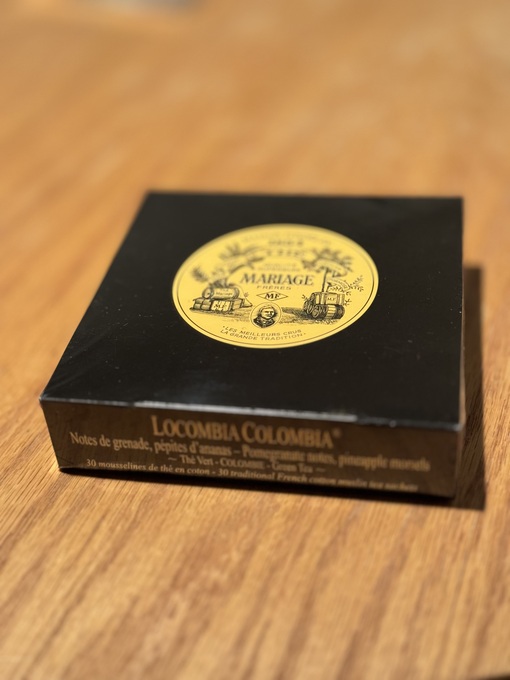 MARIAGE
FRÈRES
MF
"LES MEILLEURS CRUS
LA GRANDE TRADITION"
LOCOMBIA COLOMBIA®
Notes de grenade, pépites d'ananas – Pomegranate notes, pineapple morsels
— Thé Vert - COLOMBIE - Green Tea —
30 mousselines de thé en coton - 30 traditional French cotton muslin tea sachets